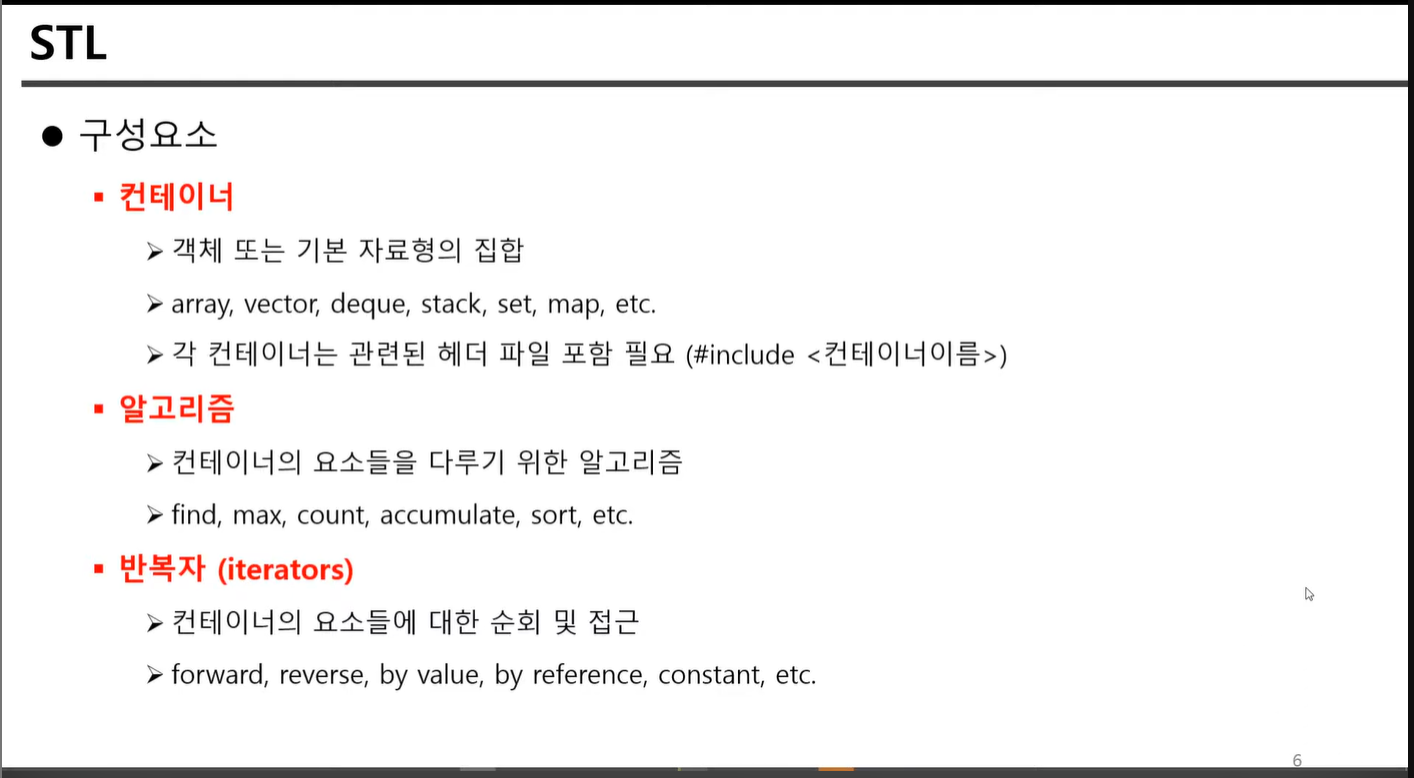 STL
● 구성요소
▪ 컨테이너
➢ 객체 또는 기본 자료형의 집합
➢ array, vector, deque, stack, set, map, etc.
➢ 각 컨테이너는 관련된 헤더 파일 포함 필요 (#include <컨테이너이름>)
▪ 알고리즘
➢ 컨테이너의 요소들을 다루기 위한 알고리즘
➢ find, max, count, accumulate, sort, etc.
▪ 반복자 (iterators)
➢ 컨테이너의 요소들에 대한 순회 및 접근
➢ forward, reverse, by value, by reference, constant, etc.
6